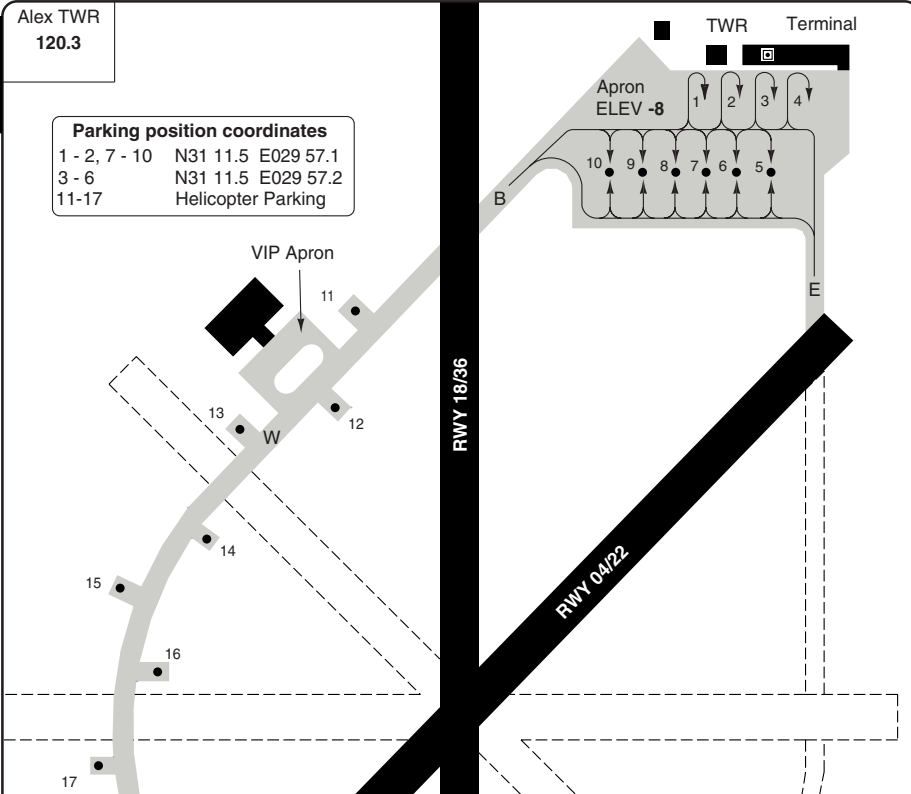 Alex TWR
120.3
TWR
Terminal
Apron
ELEV -8
1
2
3
4
Parking position coordinates
1 - 2, 7 - 10 N31 11.5 E029 57.1
3 - 6 N31 11.5 E029 57.2
11-17 Helicopter Parking
10
9
8
7
6
5
B
VIP Apron
11
E
RWY 18/36
13
12
W
14
RWY 04/22
15
16
17